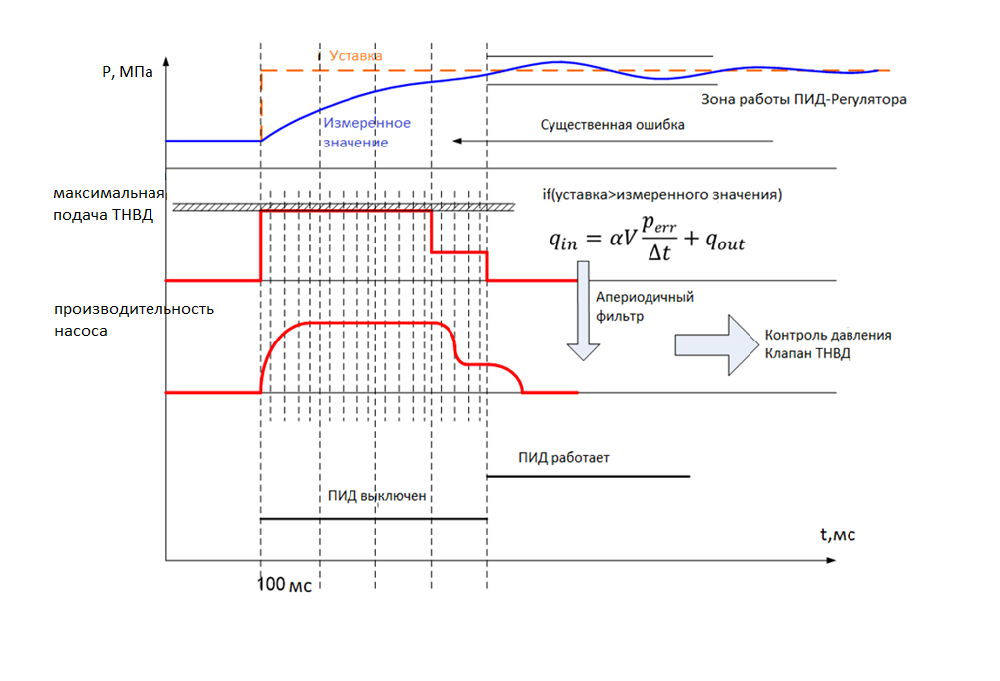 Уставка
P, МПа
Зона работы ПИД-Регулятора
Измеренное
значение
Существенная ошибка
максимальная
подача ТНВД
if(уставка>измеренного значения)
q_in = αV p_err/Δt + q_out
Апериодичный
фильтр
производительность
насоса
Контроль давления
Клапан ТНВД
ПИД работает
ПИД выключен
t,мс
100 мс